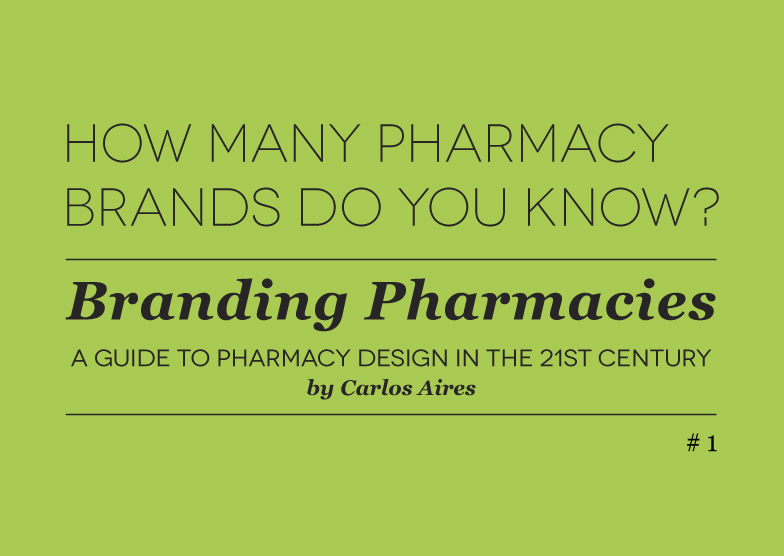 HOW MANY PHARMACY
BRANDS DO YOU KNOW?
Branding Pharmacies
A GUIDE TO PHARMACY DESIGN IN THE 21ST CENTURY
by Carlos Aires
# 1